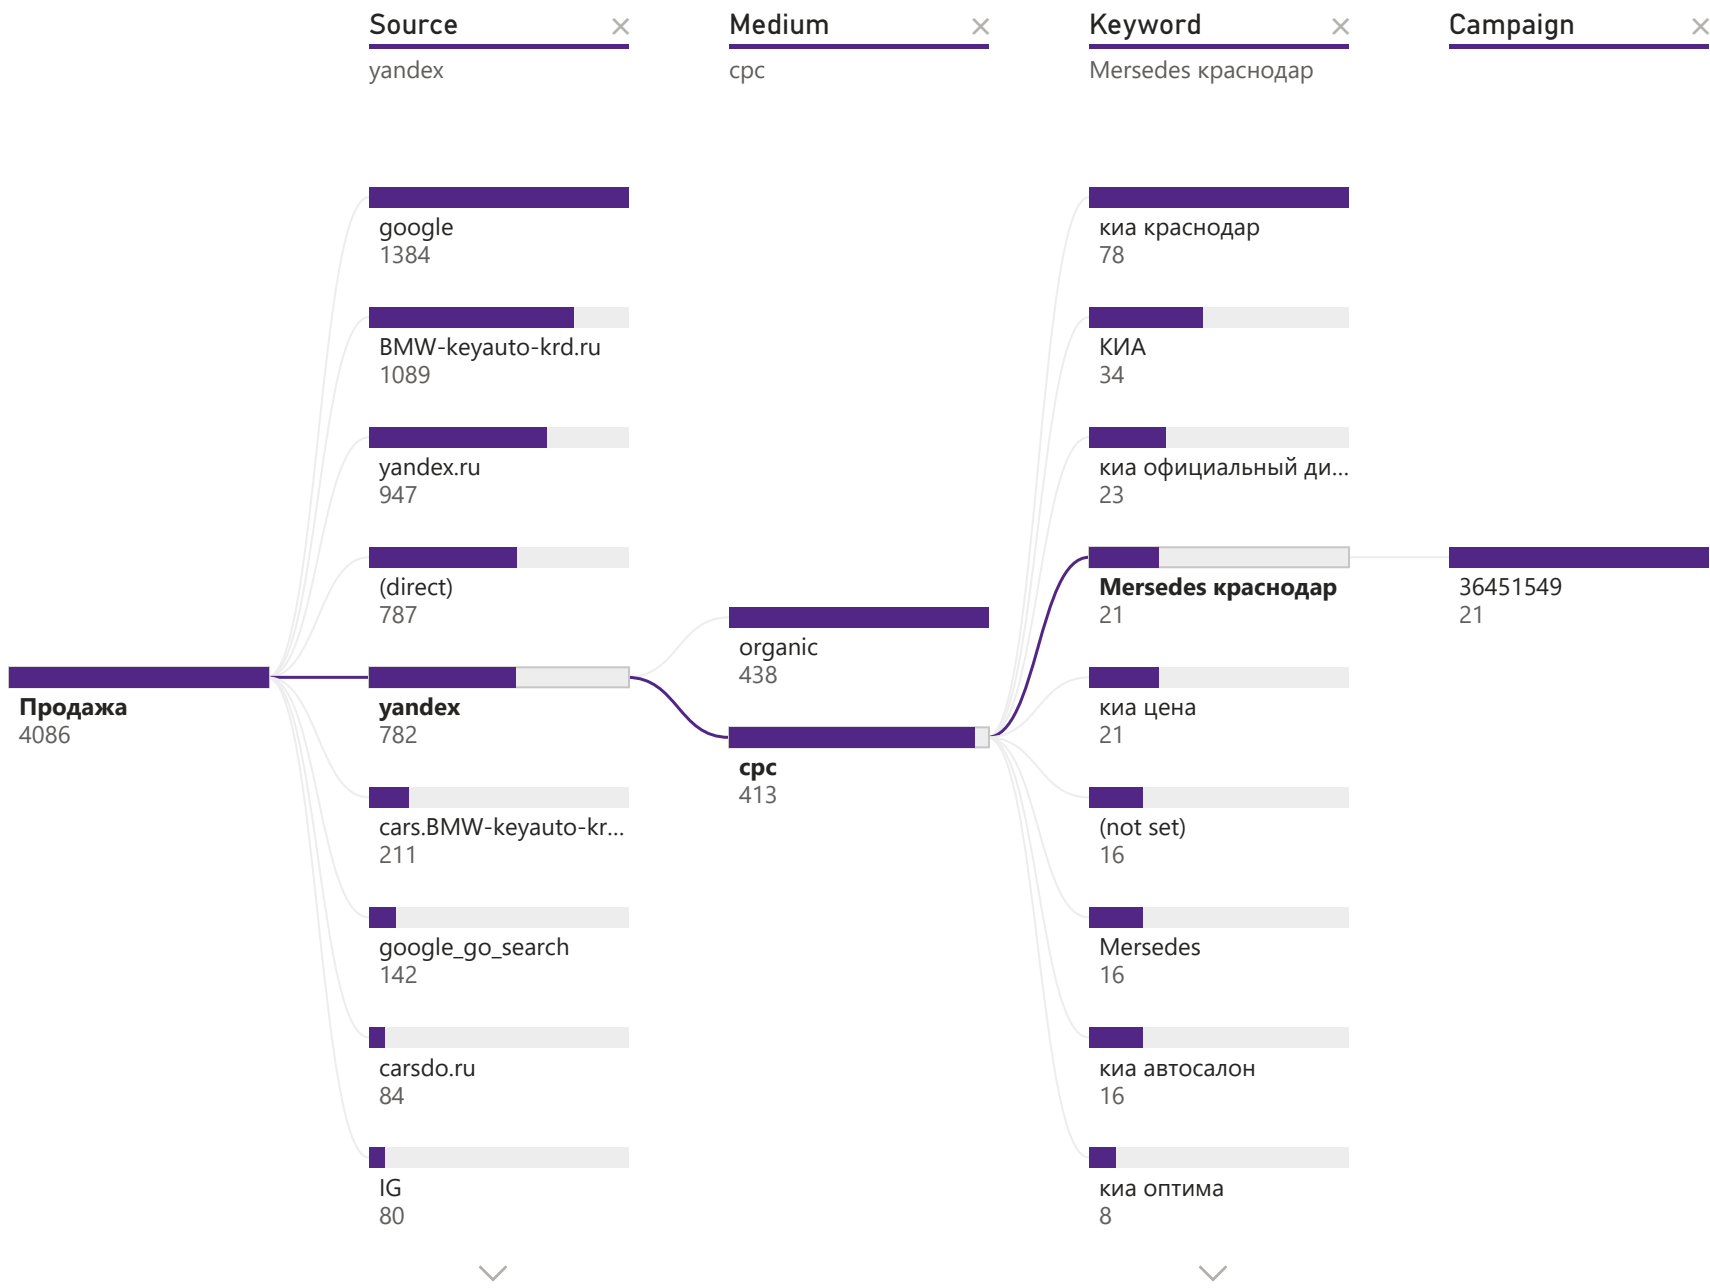 Source
Medium
Keyword
Campaign
yandex
cpc
Mersedes краснодар
Продажа
4086
google
1384
BMW-keyauto-krd.ru
1089
yandex.ru
947
(direct)
787
yandex
782
cars.BMW-keyauto-kr...
211
google_go_search
142
carsdo.ru
84
IG
80
organic
438
cpc
413
киа краснодар
78
КИА
34
киа официальный ди...
23
Mersedes краснодар
21
киа цена
21
(not set)
16
Mersedes
16
киа автосалон
16
киа оптима
8
36451549
21